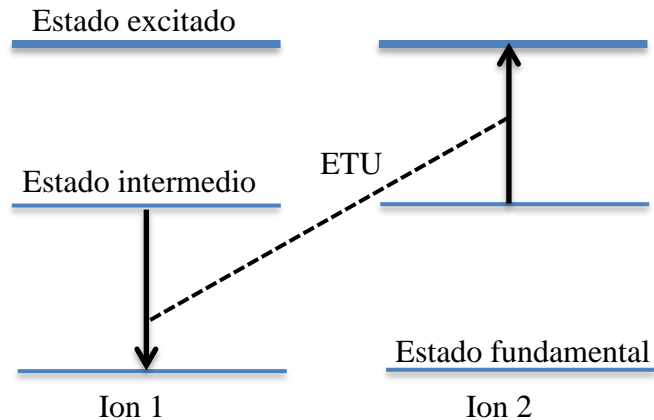 Estado excitado
ETU
Estado intermedio
Estado fundamental
Ion 1
Ion 2